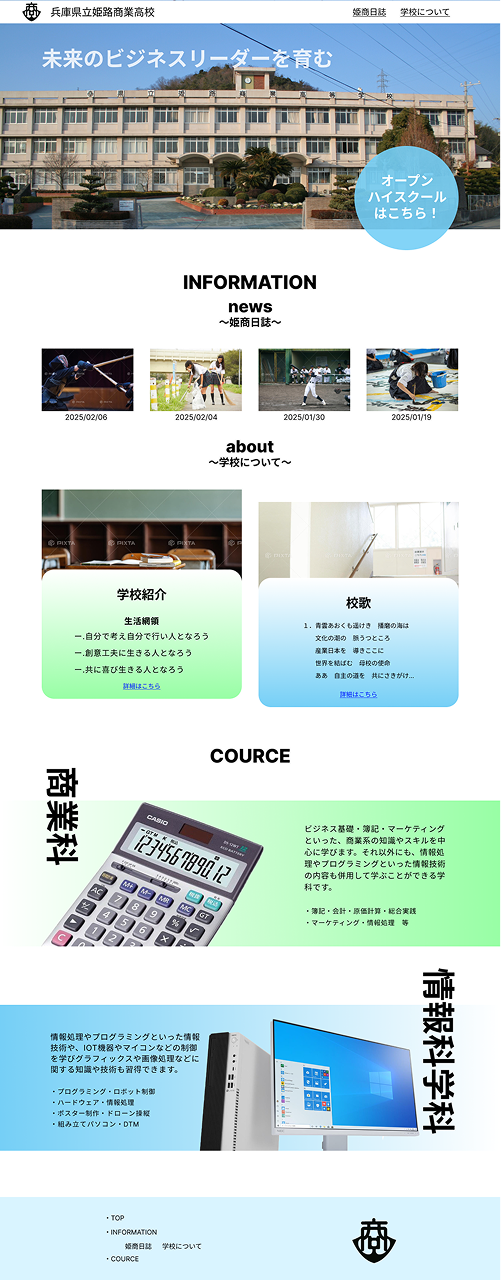 兵庫県立姫路商業高校
姫商日誌 学校について
未来のビジネスリーダーを育む
兵庫県立姫路商業高等学校
オープン
ハイスクール
はこちら！
INFORMATION
news
〜姫商日誌〜
2025/02/06 2025/02/04 2025/01/30 2025/01/19
about
〜学校について〜
PIXTA
PIXTA
学校紹介
生活綱領
一.自分で考え自分で行い人となろう
一.創意工夫に生きる人となろう
一.共に喜び生きる人となろう
詳細はこちら
校歌
１．青雲あおくも遥けき　播磨の海は
文化の潮の　旅うつところ
産業日本を　導きここに
世界を結ばむ　母校の使命
ああ　自主の道を　共にさきがけ...
詳細はこちら
COURCE
商業科
CASIO
1234567890.12
ビジネス基礎・簿記・マーケティング
といった、商業系の知識やスキルを中
心に学びます。それ以外にも、情報処
理やプログラミングといった情報技術
の内容も併用して学ぶことができる学
科です。
・簿記・会計・原価計算・総合実践
・マーケティング・情報処理　等
情報科学科
情報処理やプログラミングといった情報
技術や、IOT機器やマイコンなどの制御
を学びグラフィックスや画像処理などに
関する知識や技術も習得できます。
・プログラミング・ロボット制御
・ハードウェア・情報処理
・ポスター制作・ドローン操縦
・組み立てパソコン・DTM
・TOP
・INFORMATION
姫商日誌 学校について
・COURCE
商